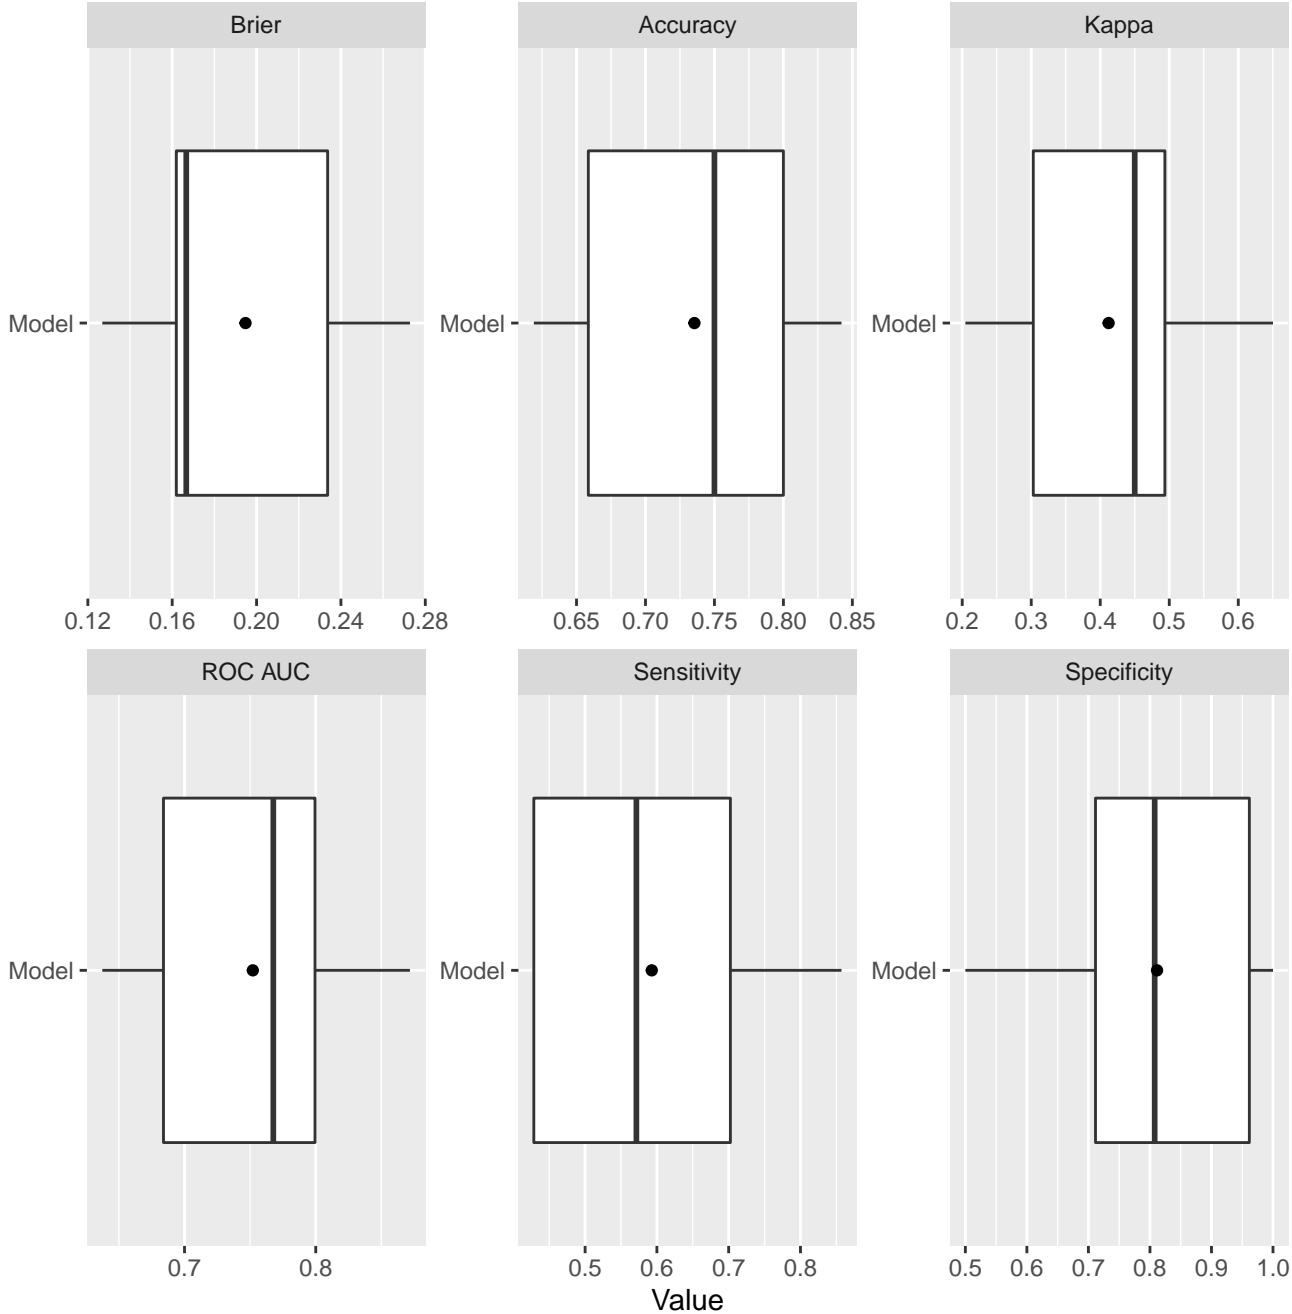 Brier Accuracy Kappa
Model Model Model
0.12 0.16 0.20 0.24 0.28 0.65 0.70 0.75 0.80 0.85 0.2 0.3 0.4 0.5 0.6
ROC AUC Sensitivity Specificity
Model Model Model
0.7 0.8 0.5 0.6 0.7 0.8 0.5 0.6 0.7 0.8 0.9 1.0
Value